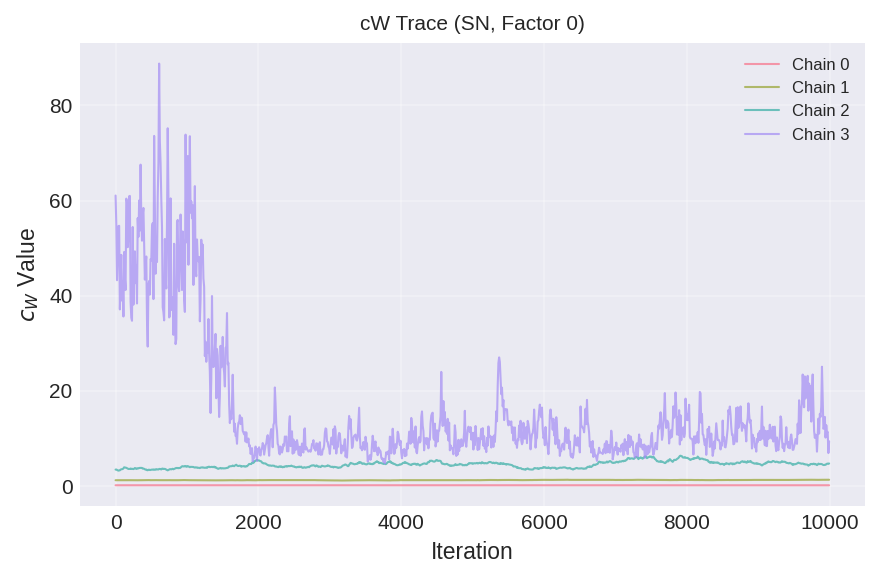 cW Trace (SN, Factor 0)
Chain 0
Chain 1
Chain 2
Chain 3
80
60
40
20
0
c_W Value
0 2000 4000 6000 8000 10000
Iteration